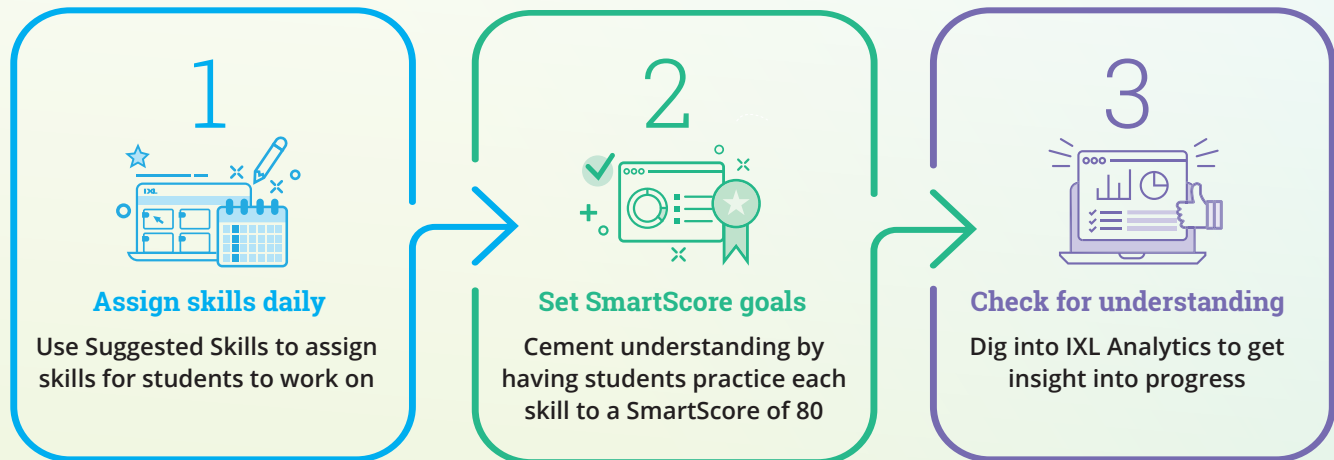 1
IXL
Assign skills daily
Use Suggested Skills to assign
skills for students to work on
2
Set SmartScore goals
Cement understanding by
having students practice each
skill to a SmartScore of 80
3
Check for understanding
Dig into IXL Analytics to get
insight into progress